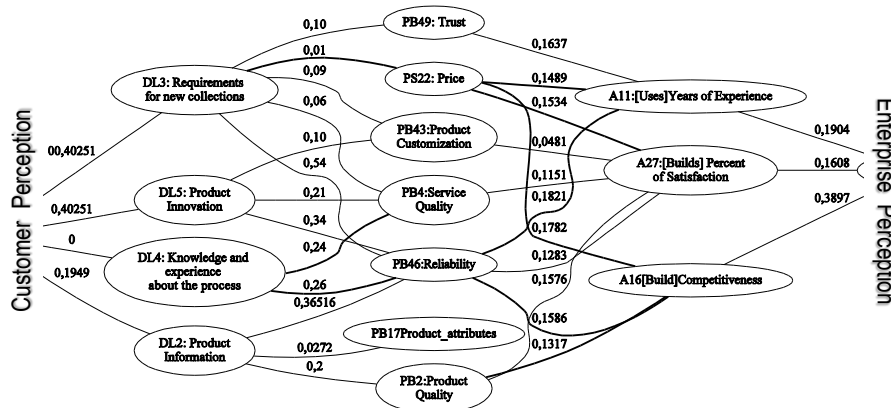 Customer Perception
00,40251
0,40251
0
0,1949
DL3: Requirements
for new collections
DL5: Product
Innovation
DL4: Knowledge and
experience
about the process
DL2: Product
Information
0,10
0,01
0,09
0,06
0,10
0,54
0,21
0,34
0,24
0,26
0,36516
0,0272
0,2
PB49: Trust
PS22: Price
PB43:Product
Customization
PB4:Service
Quality
PB46:Reliability
PB17Product_attributes
PB2:Product
Quality
0,1637
0,1489
0,1534
0,0481
0,1151
0,1821
0,1782
0,1283
0,1576
0,1586
0,1317
A11:[Uses]Years of Experience
A27:[Builds] Percent
of Satisfaction
A16[Build]Competitiveness
0,1904
0,1608
0,3897
Enterprise Perception